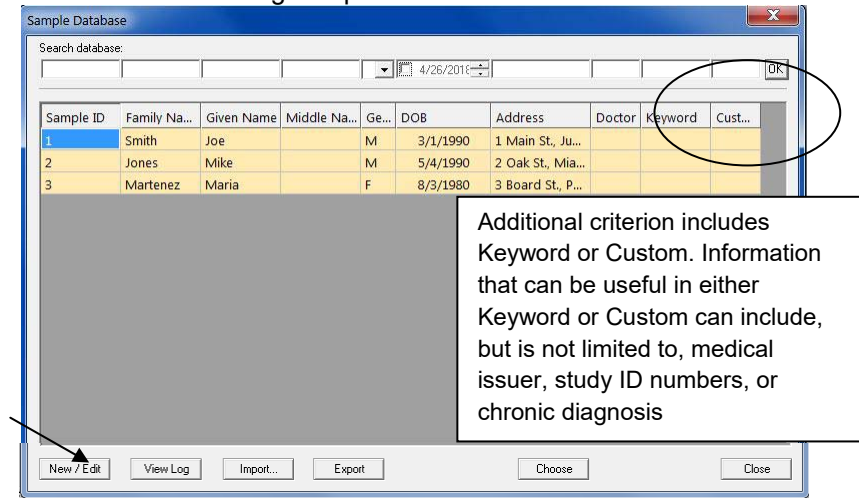 Sample Database
Search database:
4/26/2018
OK
Sample ID Family Na... Given Name Middle Na... Ge... DOB Address Doctor Keyword Cust...
1 Smith Joe M 3/1/1990 1 Main St., Ju...
2 Jones Mike M 5/4/1990 2 Oak St., Mia...
3 Martenez Maria F 8/3/1980 3 Board St., P...
Additional criterion includes
Keyword or Custom. Information
that can be useful in either
Keyword or Custom can include,
but is not limited to, medical
issuer, study ID numbers, or
chronic diagnosis
New / Edit View Log Import... Export Choose Close